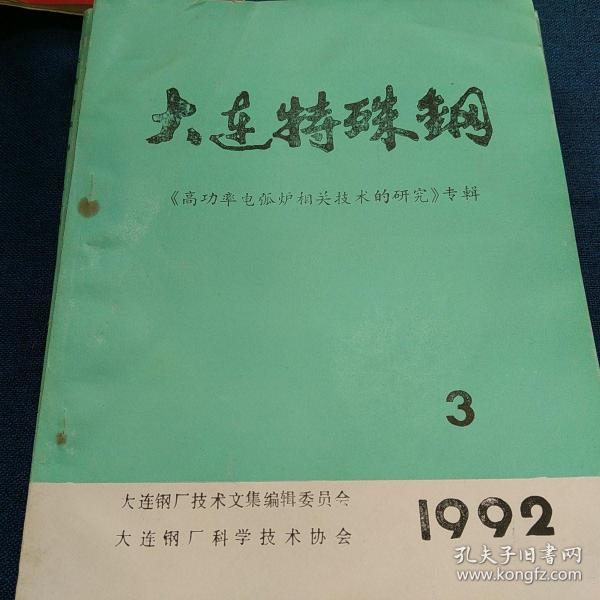 大连特殊钢
《高功率电弧炉相关技术的研究》专輯
3
大连钢厂技术文集编辑委员会
大连钢厂科学技术协会
1992
孔夫子旧书网
www.kongfz.com